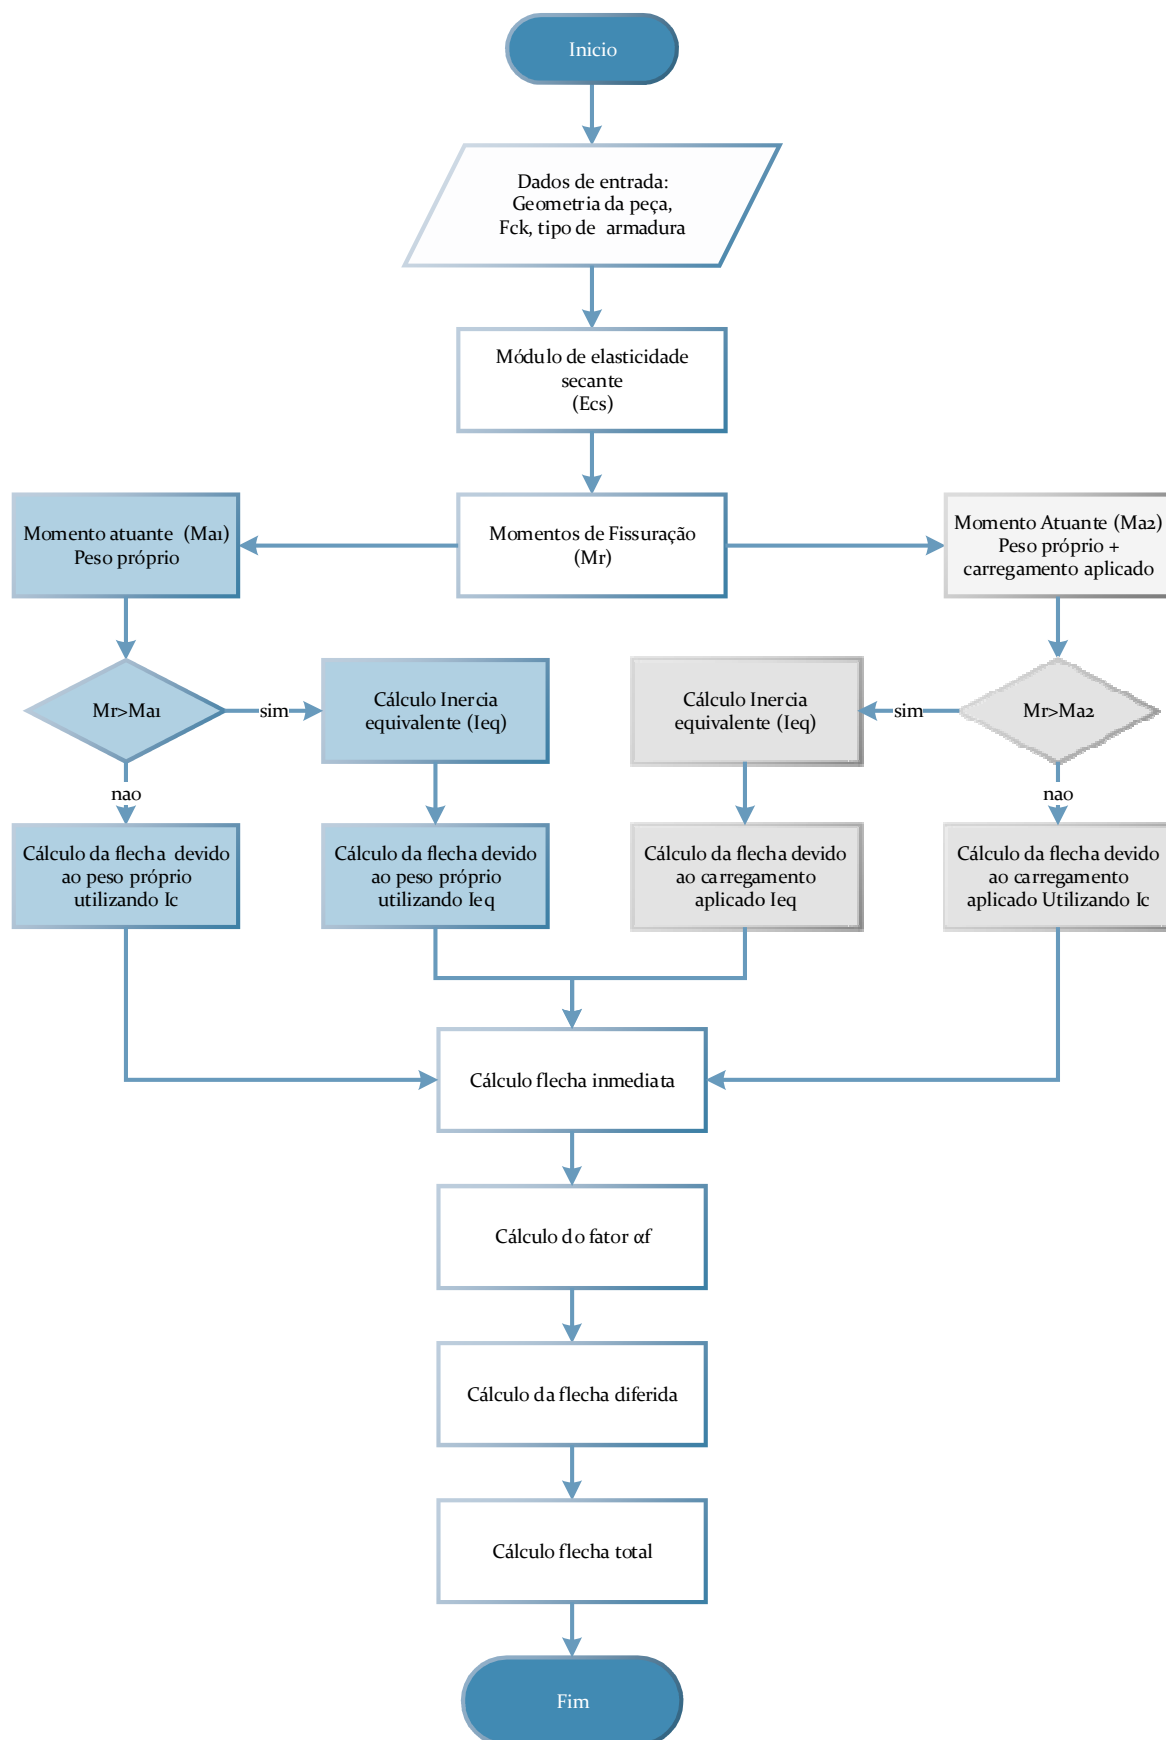 Inicio
Dados de entrada:
Geometria da peça,
Fck, tipo de armadura
Módulo de elasticidade
secante
(Ecs)
Momento atuante (Ma1)
Peso próprio
Momentos de Fissuração
(Mr)
Momento Atuante (Ma2)
Peso próprio +
carregamento aplicado
Mr>Ma1
sim
Cálculo Inercia
equivalente (Ieq)
Cálculo Inercia
equivalente (Ieq)
sim
Mr>Ma2
nao
nao
Cálculo da flecha devido
ao peso próprio
utilizando Ic
Cálculo da flecha devido
ao peso próprio
utilizando Ieq
Cálculo da flecha devido
ao carregamento
aplicado Ieq
Cálculo da flecha devido
ao carregamento
aplicado Utilizando Ic
Cálculo flecha inmediata
Cálculo do fator αf
Cálculo da flecha diferida
Cálculo flecha total
Fim